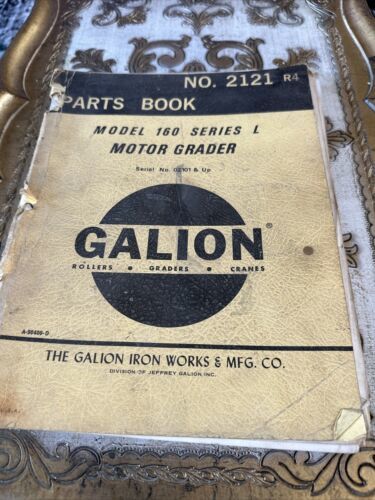 NO. 2121 R4
PARTS BOOK
MODEL 160 SERIES L
MOTOR GRADER
Serial No. 02101 & Up
GALION®
ROLLERS • GRADERS • CRANES
A-98486-D
THE GALION IRON WORKS & MFG. CO.
DIVISION OF JEFFREY GALION, INC.